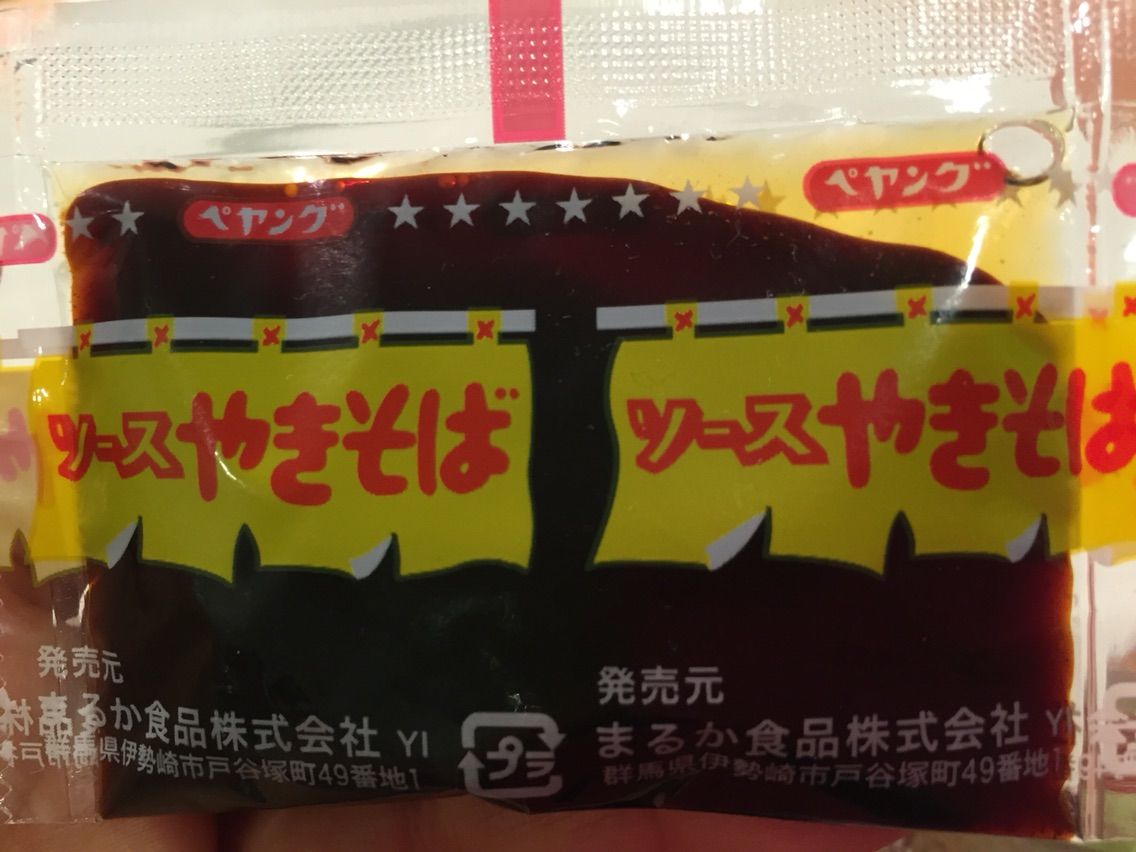 ペヤング
ペヤング
ソースやきそば
ソースやきそば
発売元
まるか食品株式会社 YI
群馬県伊勢崎市戸谷塚町49番地1
プラ
発売元
まるか食品株式会社
群馬県伊勢崎市戸谷塚町49番地1